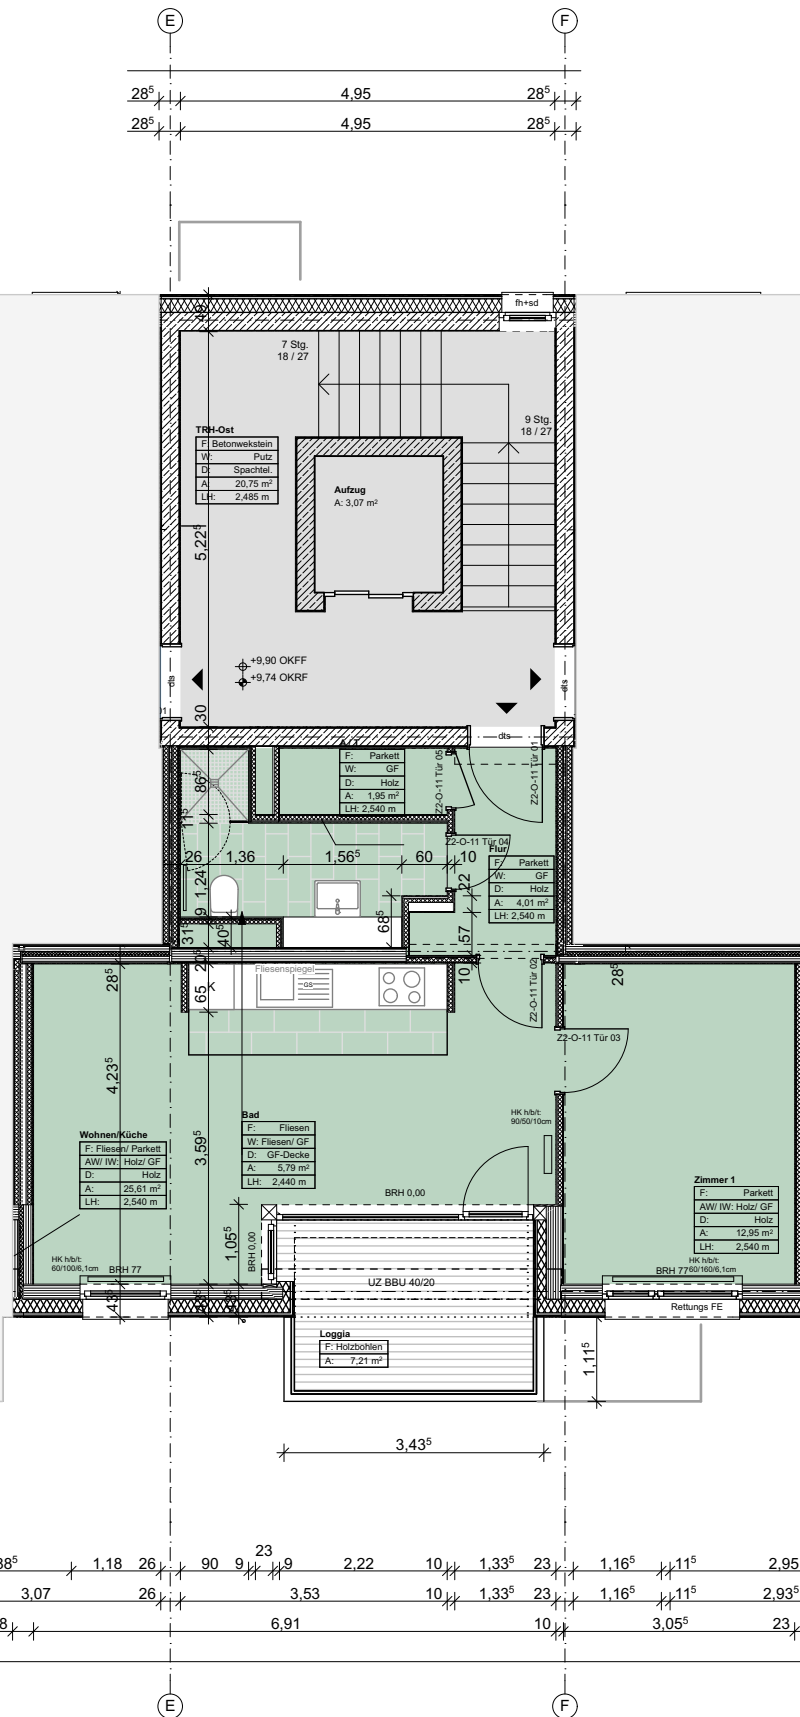 E
F
28⁵
4,95
28⁵
28⁵
4,95
28⁵
fh+sd
49
7 Stg.
18 / 27
9 Stg.
18 / 27
TRH-Ost
F: Betonwekstein
W: Putz
D: Spachtel.
A: 20,75 m²
LH: 2,485 m
Aufzug
A: 3,07 m²
5,22⁵
+9,90 OKFF
+9,74 OKRF
dts
dts
30
dts
A/T
F: Parkett
W: GF
D: Holz
A: 1,95 m²
LH: 2,540 m
Z2-O-11 Tür 05
Z2-O-11 Tür 01
86⁵
11⁵
Z2-O-11 Tür 04
26
1,36
1,56⁵
60
10
Flur
F: Parkett
W: GF
D: Holz
A: 4,01 m²
LH: 2,540 m
1,24
9
22
68⁵
57
31⁵
40⁵
20⁵
10
28⁵
28⁵
Fliesenspiegel
GS
K
65
Z2-O-11 Tür 02
Z2-O-11 Tür 03
4,23⁵
3,59⁵
HK h/b/t:
90/50/10cm
Bad
F: Fliesen
W: Fliesen/ GF
D: GF-Decke
A: 5,79 m²
LH: 2,440 m
Wohnen/Küche
F: Fliesen/ Parkett
AW/ IW: Holz/ GF
D: Holz
A: 25,61 m²
LH: 2,540 m
Zimmer 1
F: Parkett
AW/ IW: Holz/ GF
D: Holz
A: 12,95 m²
LH: 2,540 m
BRH 0,00
1,05⁵
BRH 0,00
HK h/b/t:
60/100/6,1cm
BRH 77
HK h/b/t:
60/160/6,1cm
BRH 77
UZ BBU 40/20
43⁵
Rettungs FE
Loggia
F: Holzbohlen
A: 7,21 m²
1,11⁵
3,43⁵
1,18
26
90
9
23
9
2,22
10
1,33⁵
23
1,16⁵
11⁵
2,95
3,07
26
3,53
10
1,33⁵
23
1,16⁵
11⁵
2,93⁵
6,91
10
3,05⁵
23
E
F